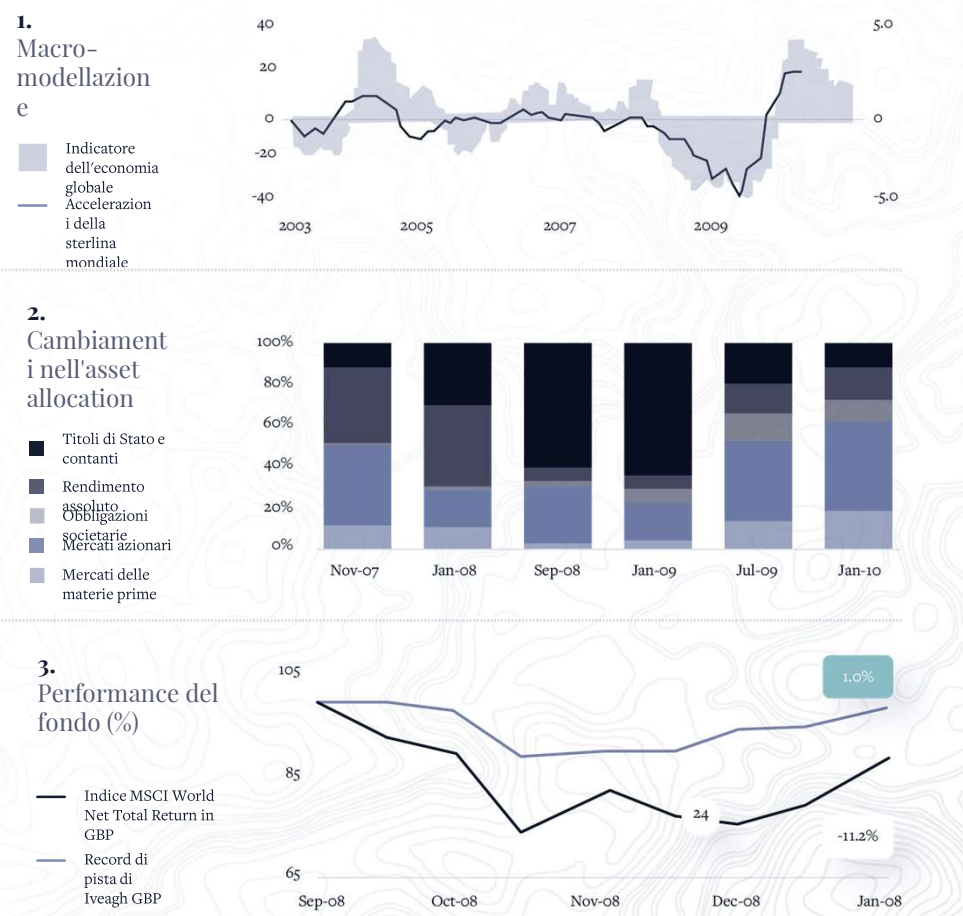 1.
Macro-
modellazion
e
Indicatore
dell'economia
globale
Accelerazion
i della
sterlina
mondiale
40
20
0
-20
-40
5.0
0
-5.0
2003
2005
2007
2009
2.
Cambiament
i nell'asset
allocation
Titoli di Stato e
contanti
Rendimento
assoluto
Obbligazioni
societarie
Mercati azionari
Mercati delle
materie prime
100%
80%
60%
40%
20%
0%
Nov-07
Jan-08
Sep-08
Jan-09
Jul-09
Jan-10
3.
Performance del
fondo (%)
Indice MSCI World
Net Total Return in
GBP
Record di
pista di
Iveagh GBP
105
85
65
1.0%
24
-11.2%
Sep-08
Oct-08
Nov-08
Dec-08
Jan-08